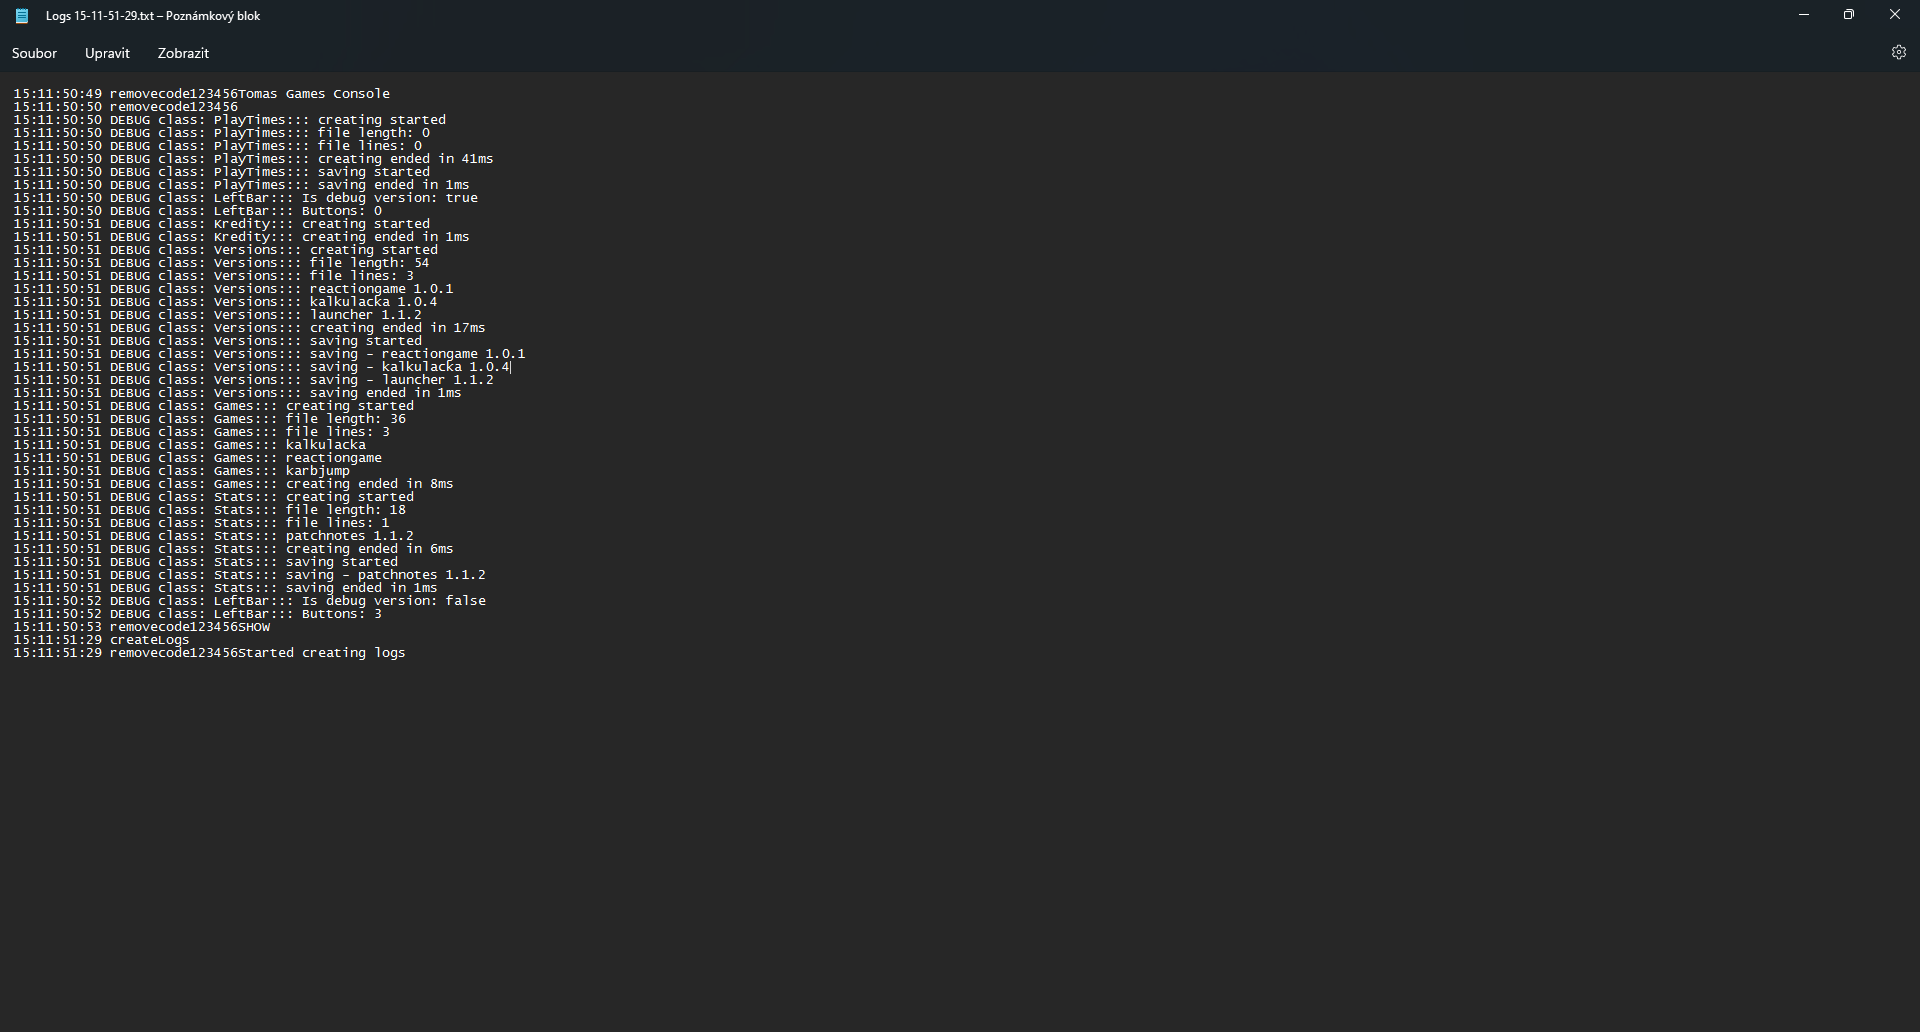 Logs 15-11-51-29.txt – Poznámkový blok
Soubor Upravit Zobrazit
15:11:50:49 removecode123456Tomas Games Console
15:11:50:50 removecode123456
15:11:50:50 DEBUG class: PlayTimes::: creating started
15:11:50:50 DEBUG class: PlayTimes::: file length: 0
15:11:50:50 DEBUG class: PlayTimes::: file lines: 0
15:11:50:50 DEBUG class: PlayTimes::: creating ended in 41ms
15:11:50:50 DEBUG class: PlayTimes::: saving started
15:11:50:50 DEBUG class: PlayTimes::: saving ended in 1ms
15:11:50:50 DEBUG class: LeftBar::: Is debug version: true
15:11:50:50 DEBUG class: LeftBar::: Buttons: 0
15:11:50:51 DEBUG class: Kredity::: creating started
15:11:50:51 DEBUG class: Kredity::: creating ended in 1ms
15:11:50:51 DEBUG class: Versions::: creating started
15:11:50:51 DEBUG class: Versions::: file length: 54
15:11:50:51 DEBUG class: Versions::: file lines: 3
15:11:50:51 DEBUG class: Versions::: reactiongame 1.0.1
15:11:50:51 DEBUG class: Versions::: kalkulacka 1.0.4
15:11:50:51 DEBUG class: Versions::: launcher 1.1.2
15:11:50:51 DEBUG class: Versions::: creating ended in 17ms
15:11:50:51 DEBUG class: Versions::: saving started
15:11:50:51 DEBUG class: Versions::: saving - reactiongame 1.0.1
15:11:50:51 DEBUG class: Versions::: saving - kalkulacka 1.0.4
15:11:50:51 DEBUG class: Versions::: saving - launcher 1.1.2
15:11:50:51 DEBUG class: Versions::: saving ended in 1ms
15:11:50:51 DEBUG class: Games::: creating started
15:11:50:51 DEBUG class: Games::: file length: 36
15:11:50:51 DEBUG class: Games::: file lines: 3
15:11:50:51 DEBUG class: Games::: kalkulacka
15:11:50:51 DEBUG class: Games::: reactiongame
15:11:50:51 DEBUG class: Games::: karbjump
15:11:50:51 DEBUG class: Games::: creating ended in 8ms
15:11:50:51 DEBUG class: Stats::: creating started
15:11:50:51 DEBUG class: Stats::: file length: 18
15:11:50:51 DEBUG class: Stats::: file lines: 1
15:11:50:51 DEBUG class: Stats::: patchnotes 1.1.2
15:11:50:51 DEBUG class: Stats::: creating ended in 6ms
15:11:50:51 DEBUG class: Stats::: saving started
15:11:50:51 DEBUG class: Stats::: saving - patchnotes 1.1.2
15:11:50:51 DEBUG class: Stats::: saving ended in 1ms
15:11:50:52 DEBUG class: LeftBar::: Is debug version: false
15:11:50:52 DEBUG class: LeftBar::: Buttons: 3
15:11:50:53 removecode123456SHOW
15:11:51:29 createLogs
15:11:51:29 removecode123456Started creating logs